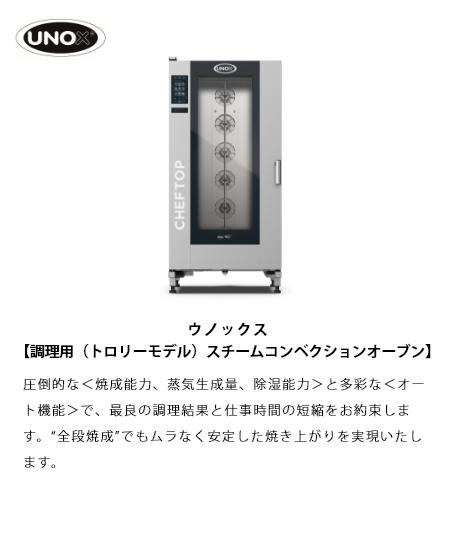 UNOX
UNOX
CHEFTOP
ウノックス
【調理用（トロリーモデル）スチームコンベクションオーブン】
圧倒的な＜焼成能力、蒸気生成量、除湿能力＞と多彩な＜オー
ト機能＞で、最良の調理結果と仕事時間の短縮をお約束しま
す。“全段焼成”でもムラなく安定した焼き上がりを実現いたし
ます。